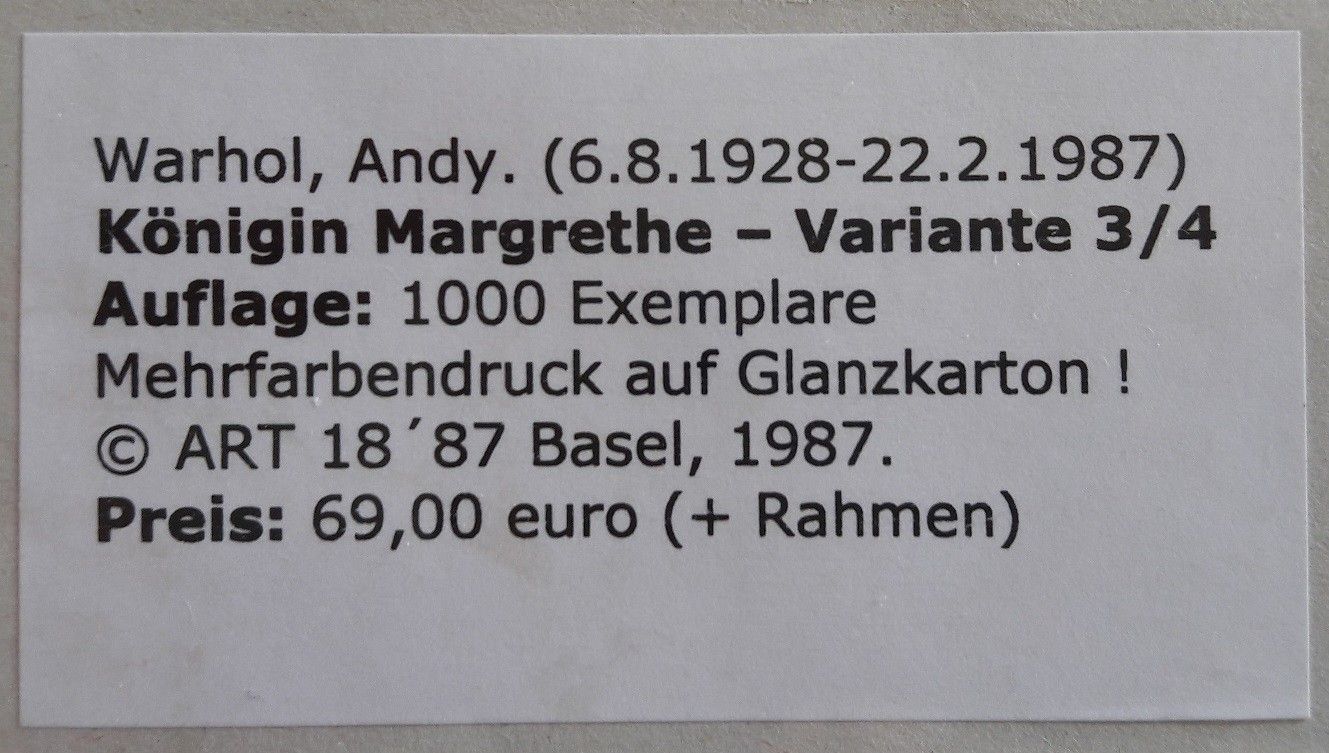 Warhol, Andy. (6.8.1928-22.2.1987)
Königin Margrethe – Variante 3/4
Auflage: 1000 Exemplare
Mehrfarbendruck auf Glanzkarton !
© ART 18´87 Basel, 1987.
Preis: 69,00 euro (+ Rahmen)